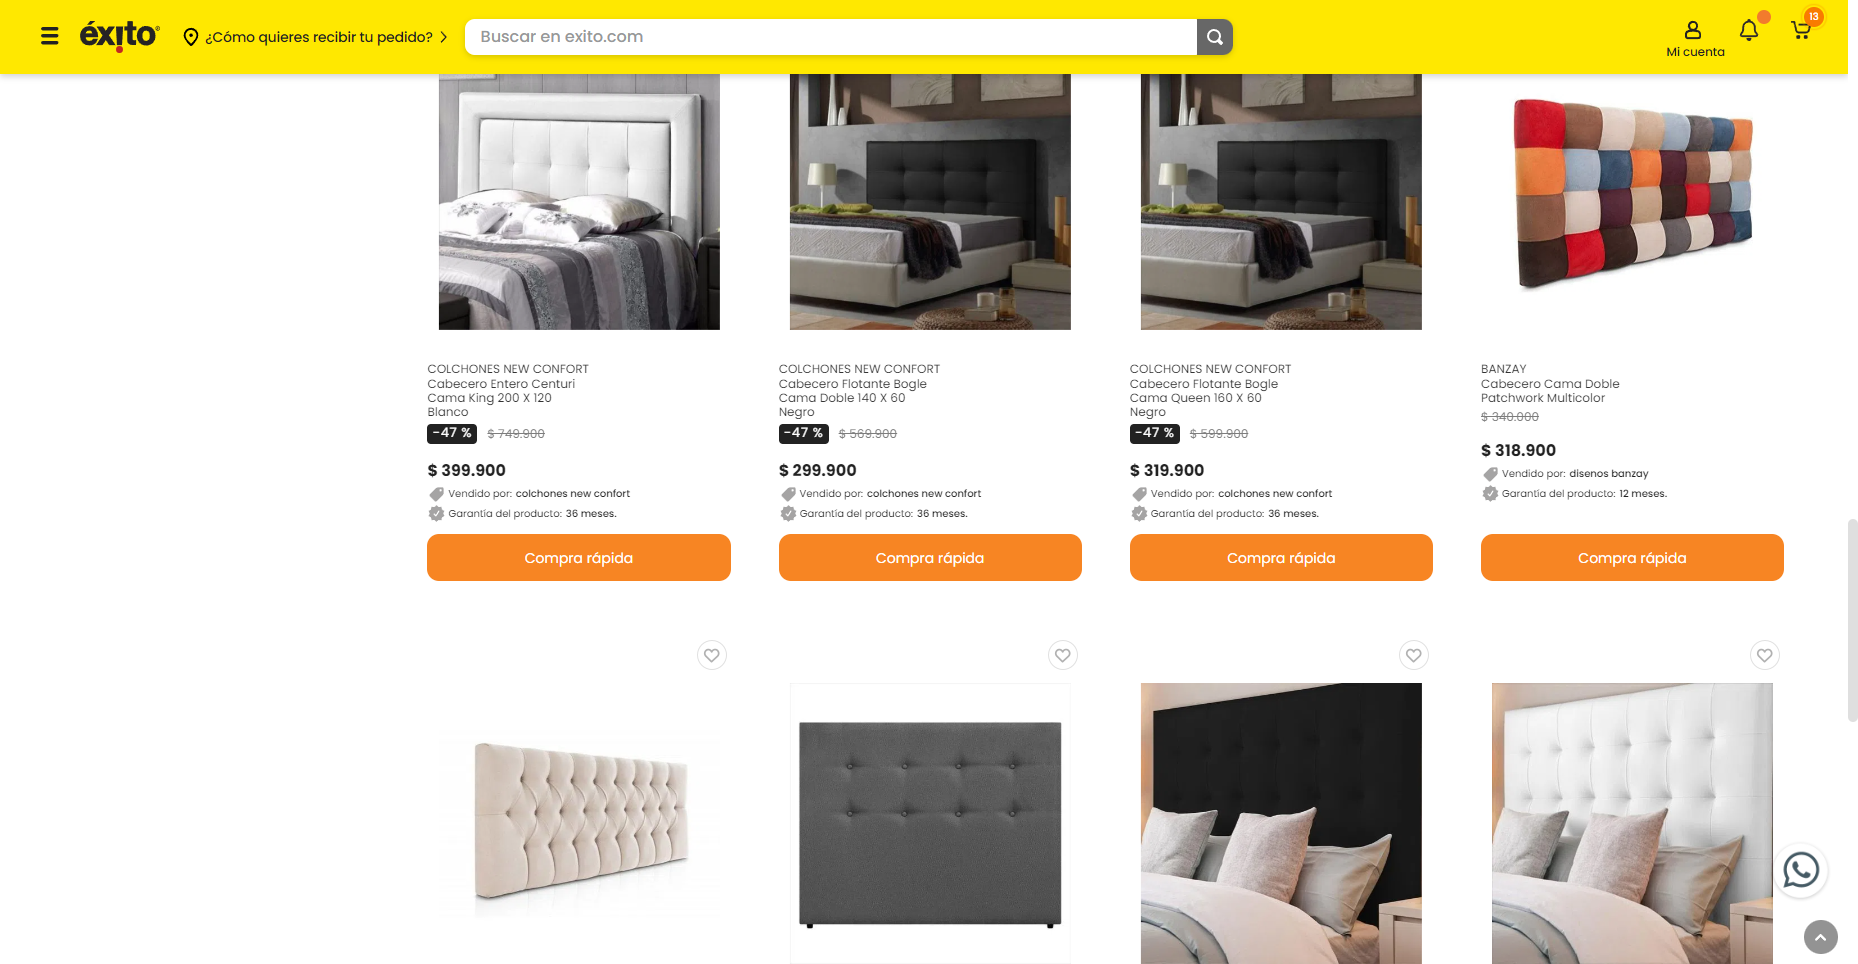 éxito
¿Cómo quieres recibir tu pedido?
Buscar en exito.com
Mi cuenta
13
COLCHONES NEW CONFORT
Cabecero Entero Centuri
Cama King 200 X 120
Blanco
-47 % $ 749.900
$ 399.900
Vendido por: colchones new confort
Garantía del producto: 36 meses.
Compra rápida
COLCHONES NEW CONFORT
Cabecero Flotante Bogle
Cama Doble 140 X 60
Negro
-47 % $ 569.900
$ 299.900
Vendido por: colchones new confort
Garantía del producto: 36 meses.
Compra rápida
COLCHONES NEW CONFORT
Cabecero Flotante Bogle
Cama Queen 160 X 60
Negro
-47 % $ 599.900
$ 319.900
Vendido por: colchones new confort
Garantía del producto: 36 meses.
Compra rápida
BANZAY
Cabecero Cama Doble
Patchwork Multicolor
$ 340.000
$ 318.900
Vendido por: disenos banzay
Garantía del producto: 12 meses.
Compra rápida